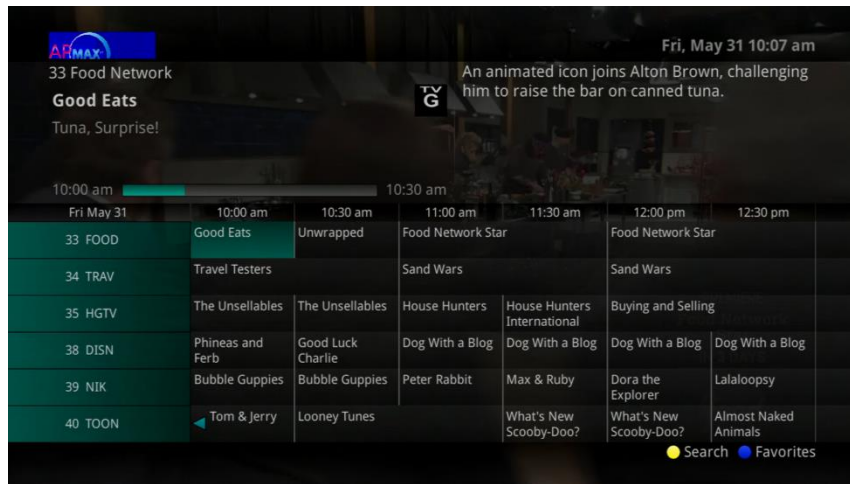 ARMAX
Fri, May 31 10:07 am
33 Food Network
Good Eats
Tuna, Surprise!
TV G
An animated icon joins Alton Brown, challenging
him to raise the bar on canned tuna.
10:00 am 10:30 am
Fri May 31 10:00 am 10:30 am 11:00 am 11:30 am 12:00 pm 12:30 pm
33 FOOD Good Eats Unwrapped Food Network Star Food Network Star
34 TRAV Travel Testers Sand Wars Sand Wars
35 HGTV The Unsellables The Unsellables House Hunters House Hunters International Buying and Selling
38 DISN Phineas and Ferb Good Luck Charlie Dog With a Blog Dog With a Blog Dog With a Blog Dog With a Blog
39 NIK Bubble Guppies Bubble Guppies Peter Rabbit Max & Ruby Dora the Explorer Lalaloopsy
40 TOON Tom & Jerry Looney Tunes What's New Scooby-Doo? What's New Scooby-Doo? Almost Naked Animals
Search Favorites